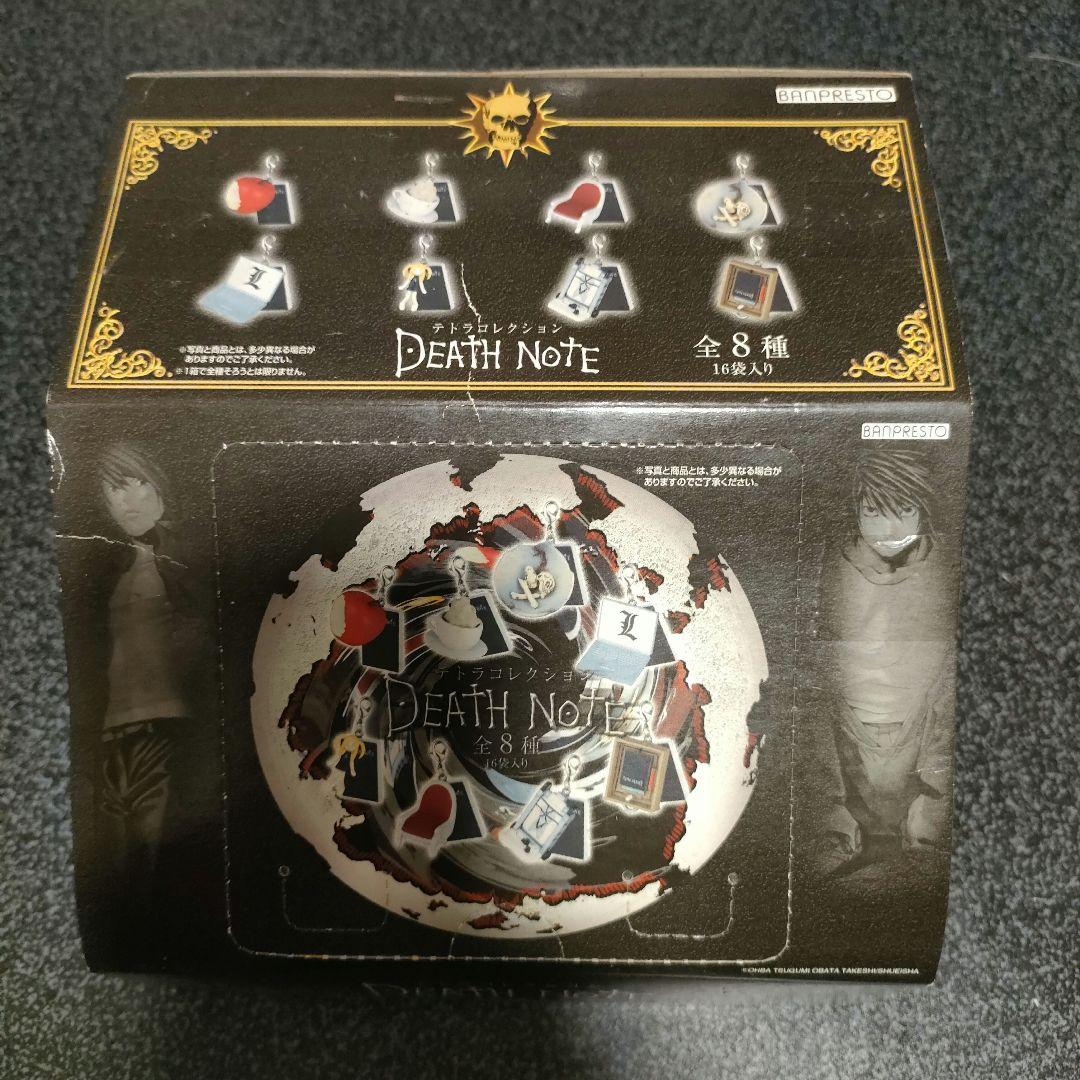 BANPRESTO
L
テトラコレクション
DEATH NOTE
全8種
16袋入り
※写真と商品とは、多少異なる場合が
ありますのでご了承ください。
※1箱で全種そろうとは限りません。
BANPRESTO
※写真と商品とは、多少異なる場合が
ありますのでご了承ください。
L
テトラコレクション
DEATH NOTE
全8種
16袋入り
©OHBA TSUGUMI OBATA TAKESHI/SHUEISHA